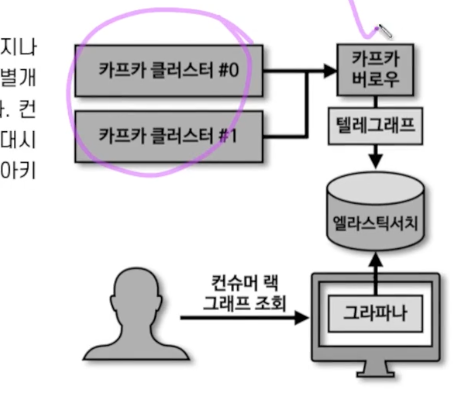 지나
별개
. 컨
대시
아키
카프카 클러스터 #0
카프카 클러스터 #1
카프카
버로우
텔레그래프
엘라스틱서치
컨슈머 랙
그래프 조회
그라파나